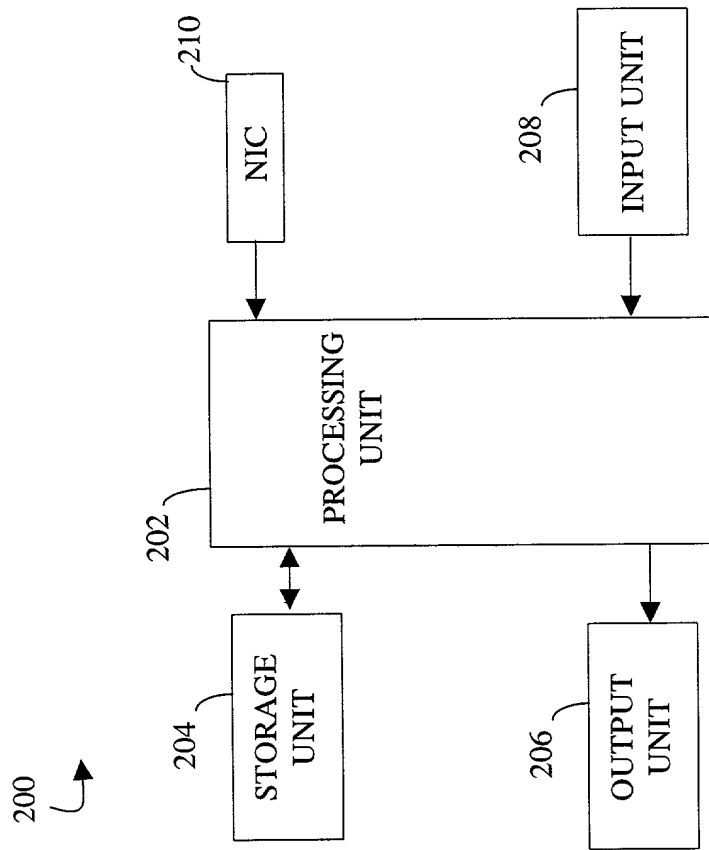 200
204
STORAGE
UNIT
202
PROCESSING
UNIT
210
NIC
206
OUTPUT
UNIT
208
INPUT UNIT